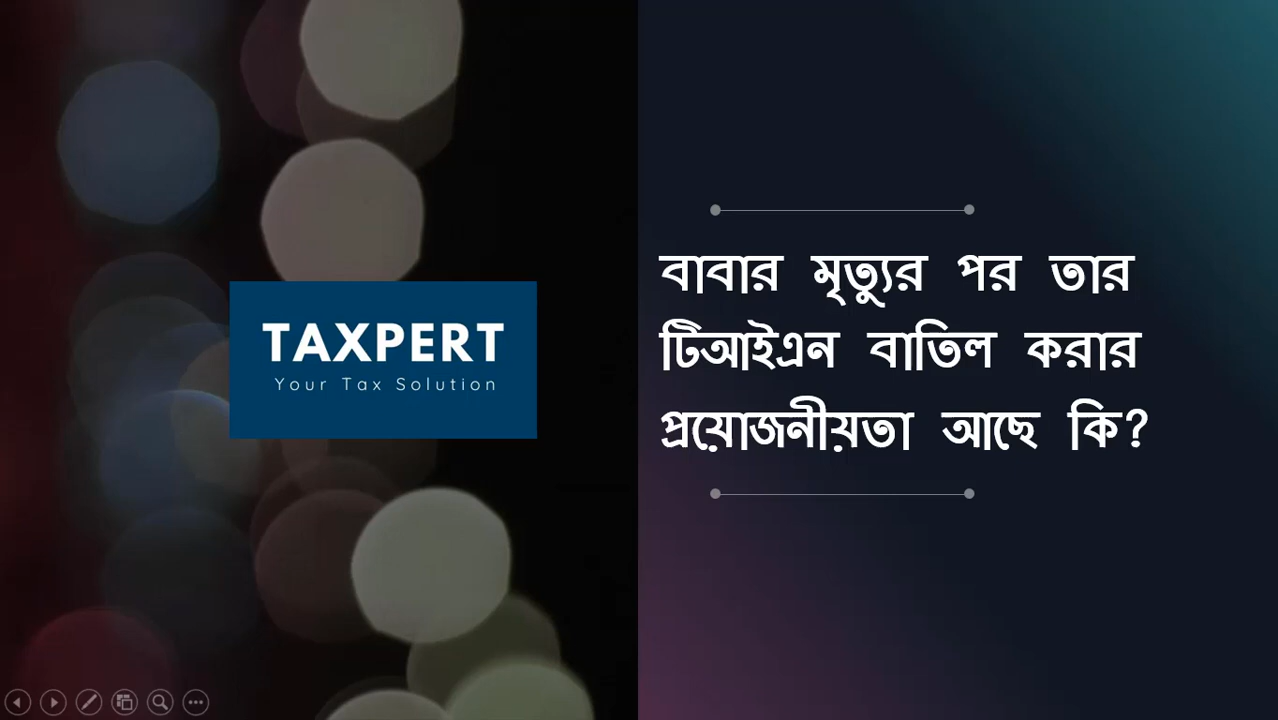 TAXPERT
Your Tax Solution
বাবার মৃত্যুর পর তার
টিআইএন বাতিল করার
প্রয়োজনীয়তা আছে কি?